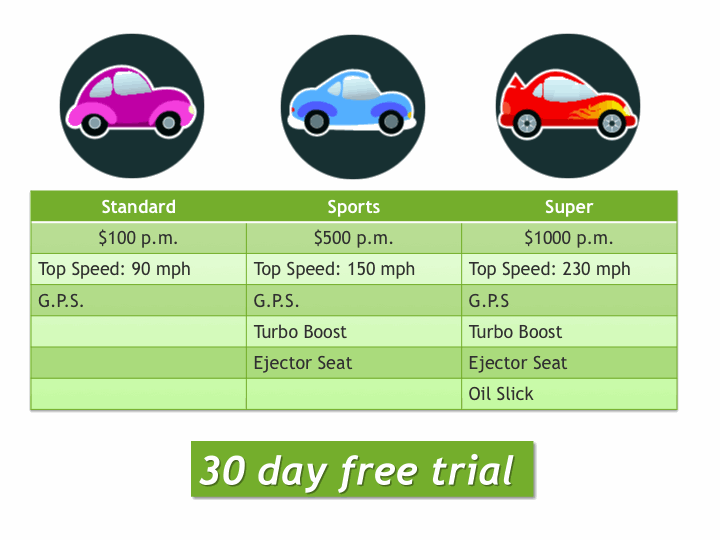 Standard Sports Super
$100 p.m. $500 p.m. $1000 p.m.
Top Speed: 90 mph Top Speed: 150 mph Top Speed: 230 mph
G.P.S. G.P.S. G.P.S
Turbo Boost Turbo Boost
Ejector Seat Ejector Seat
Oil Slick
30 day free trial